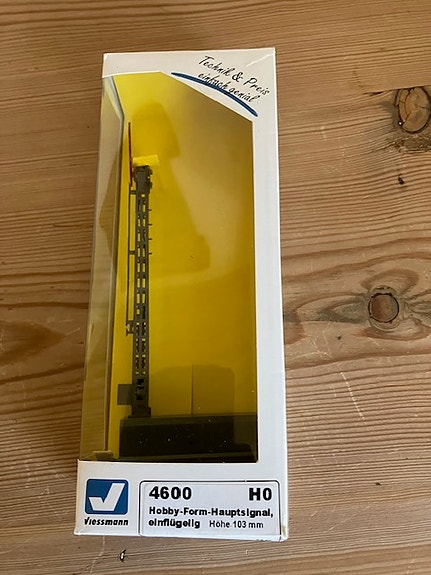 Technik & Preis
einfach genial
4600 H0
Hobby-Form-Hauptsignal,
einflügelig Höhe 103 mm
Viessmann